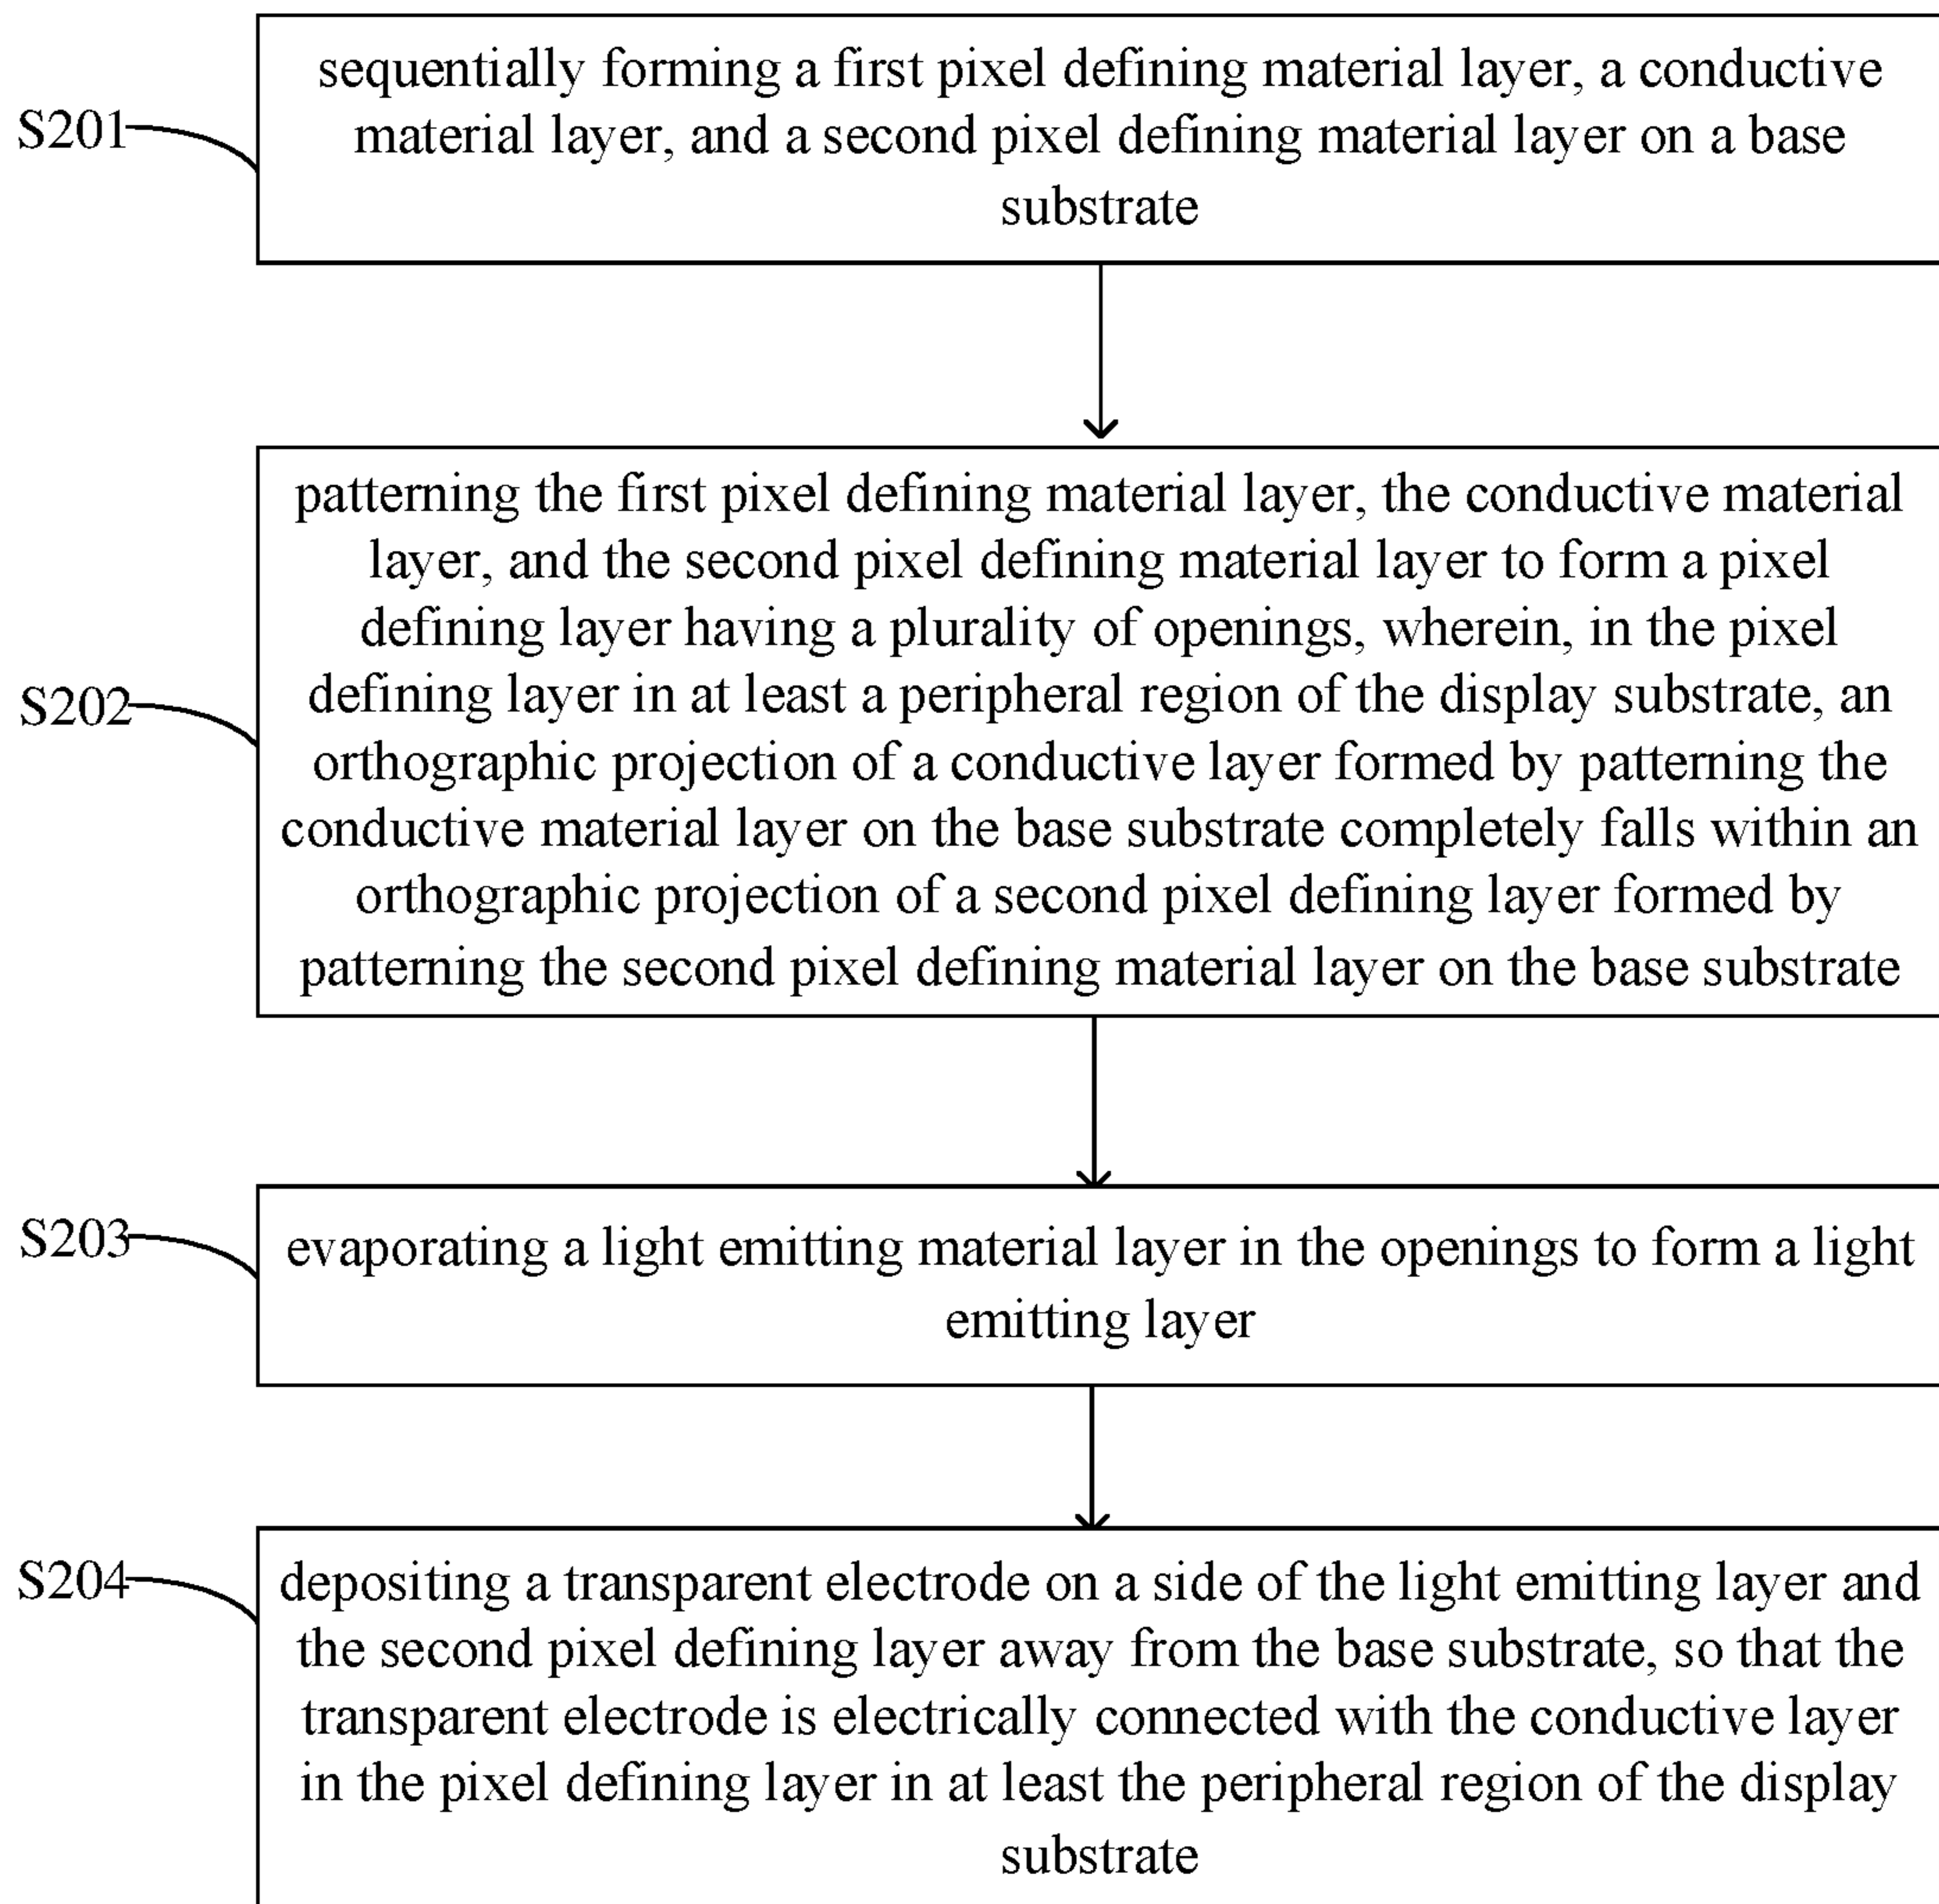 sequentially forming a first pixel defining material layer, a conductive
S201
material layer, and a second pixel defining material layer on a base
substrate
patterning the first pixel defining material layer, the conductive material
layer, and the second pixel defining material layer to form a pixel
defining layer having a plurality of openings, wherein, in the pixel
S202
defining layer in at least a peripheral region of the display substrate, an
orthographic projection of a conductive layer formed by patterning the
conductive material layer on the base substrate completely falls within an
orthographic projection of a second pixel defining layer formed by
patterning the second pixel defining material layer on the base substrate
S203
evaporating a light emitting material layer in the openings to form a light
emitting layer
S204
depositing a transparent electrode on a side of the light emitting layer and
the second pixel defining layer away from the base substrate, so that the
transparent electrode is electrically connected with the conductive layer
in the pixel defining layer in at least the peripheral region of the display
substrate